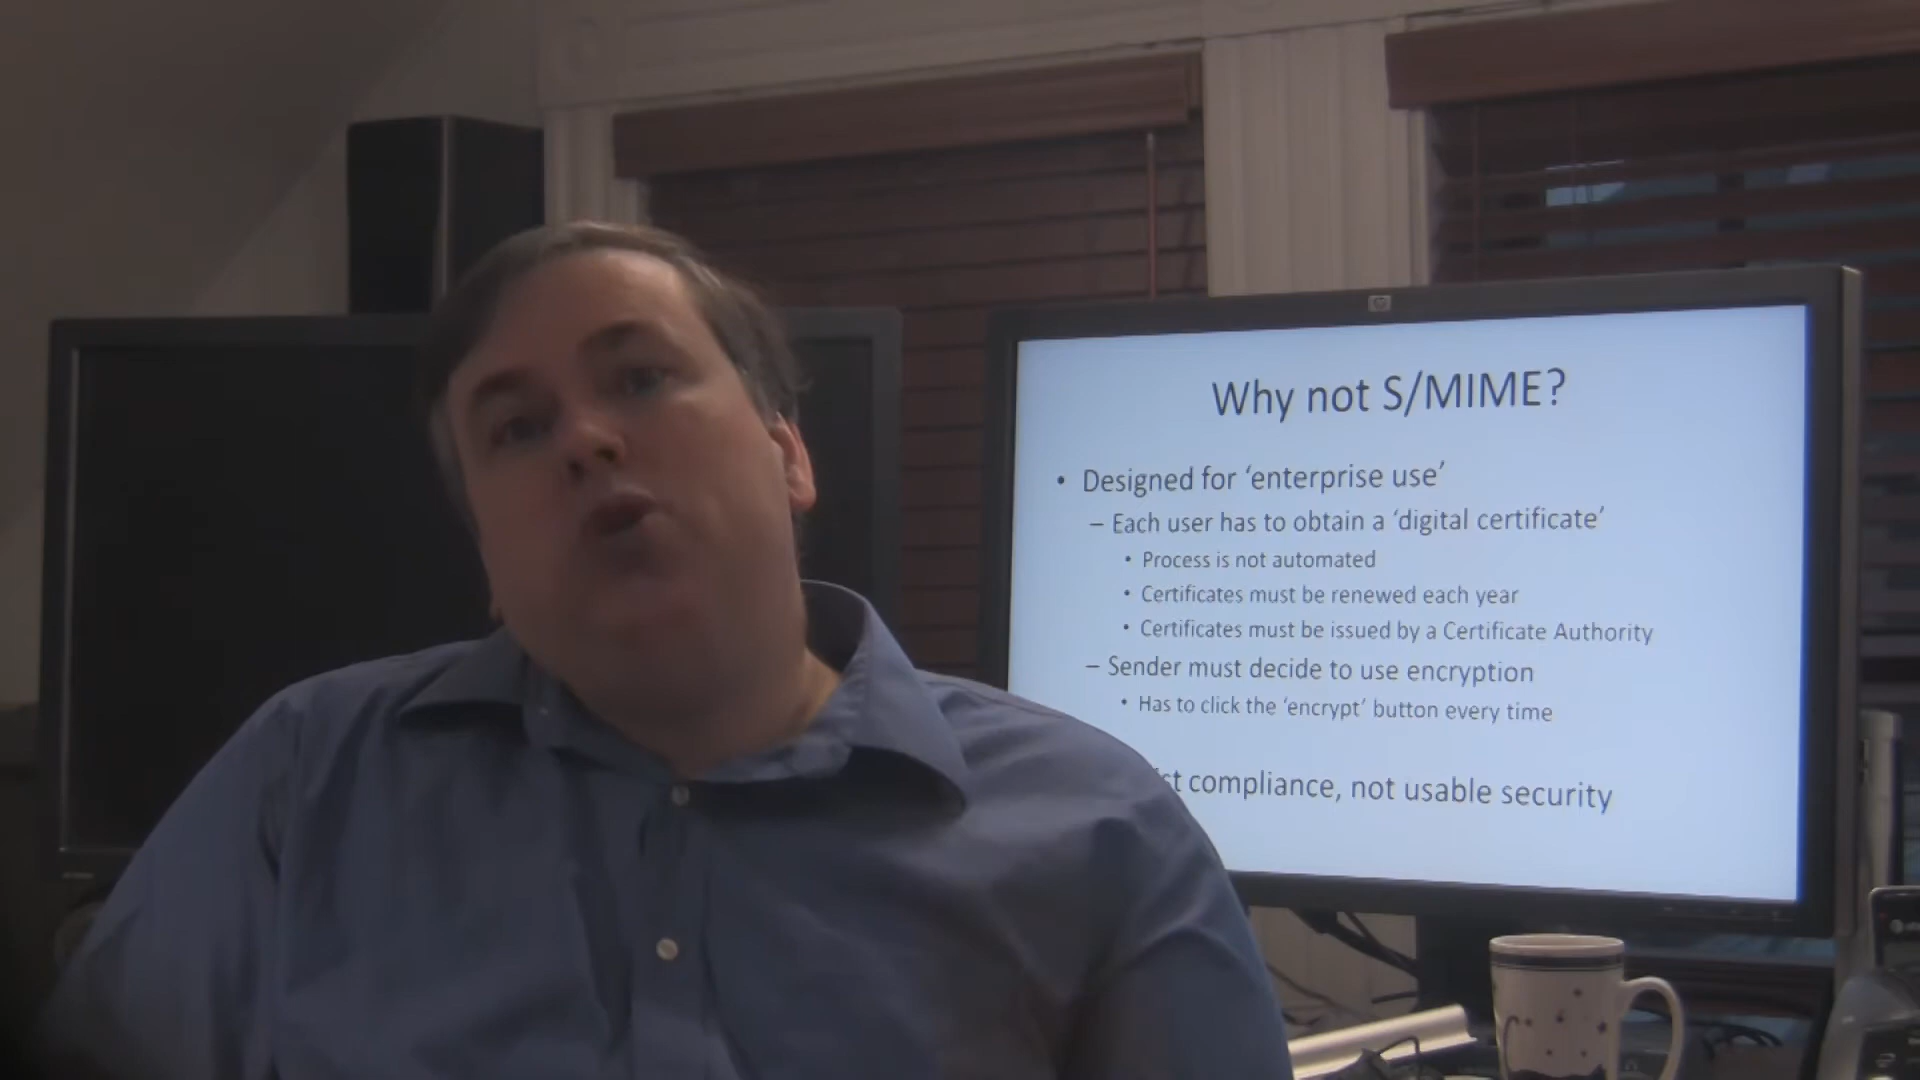 Why not S/MIME?
• Designed for ‘enterprise use’
– Each user has to obtain a ‘digital certificate’
• Process is not automated
• Certificates must be renewed each year
• Certificates must be issued by a Certificate Authority
– Sender must decide to use encryption
• Has to click the ‘encrypt’ button every time
compliance, not usable security
hp